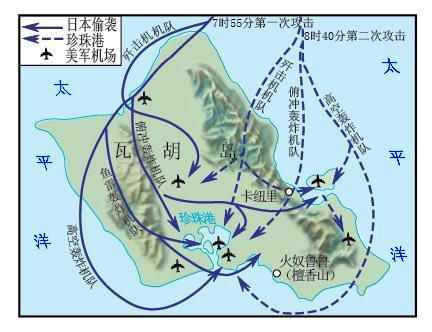 日本偷袭
珍珠港
美军机场
7时55分第一次攻击
8时40分第二次攻击
歼击机机队
歼击机机队
俯冲轰炸机队
高空轰炸机队
太
平
洋
太
平
洋
瓦胡岛
俯冲轰炸机队
鱼雷轰炸机队
高空轰炸机队
卡纽里
珍珠港
火奴鲁鲁
(檀香山)